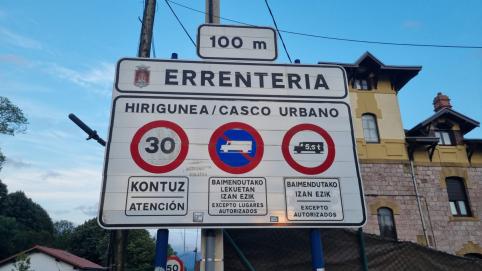 100 m
ERRENTERIA
HIRIGUNEA/CASCO URBANO
30
5,5t
KONTUZ
ATENCIÓN
BAIMENDUTAKO
LEKUETAN
IZAN EZIK
EXCEPTO LUGARES
AUTORIZADOS
BAIMENDUTAKO
IZAN EZIK
EXCEPTO
AUTORIZADOS